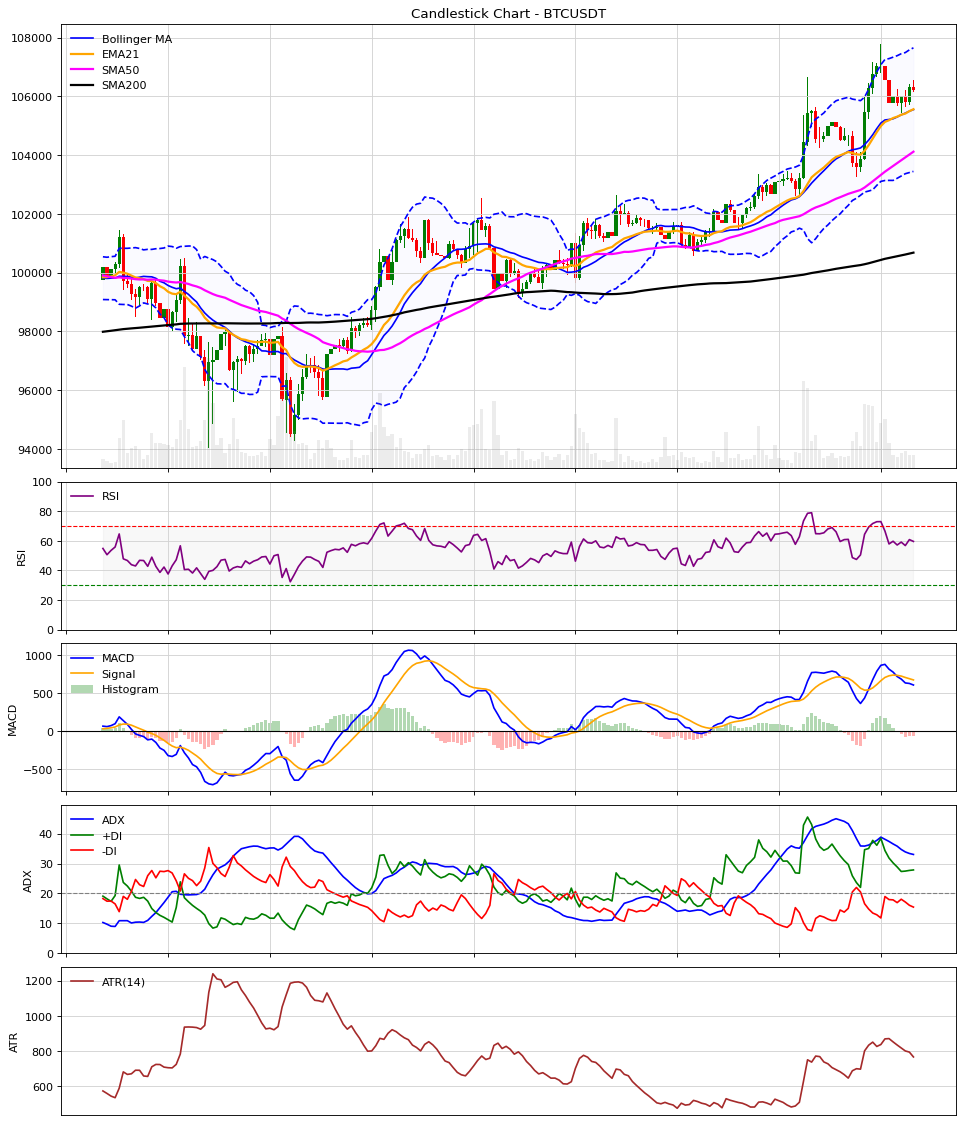 Candlestick Chart - BTCUSDT
108000
106000
104000
102000
100000
98000
96000
94000
Bollinger MA
EMA21
SMA50
SMA200
100
80
60
40
20
0
RSI
RSI
1000
500
0
−500
MACD
MACD
Signal
Histogram
40
30
20
10
0
ADX
ADX
+DI
-DI
1200
1000
800
600
ATR
ATR(14)